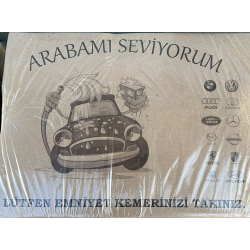 ARABAMI SEVİYORUM
LÜTFEN EMNİYET KEMERİNİZİ TAKINIZ.